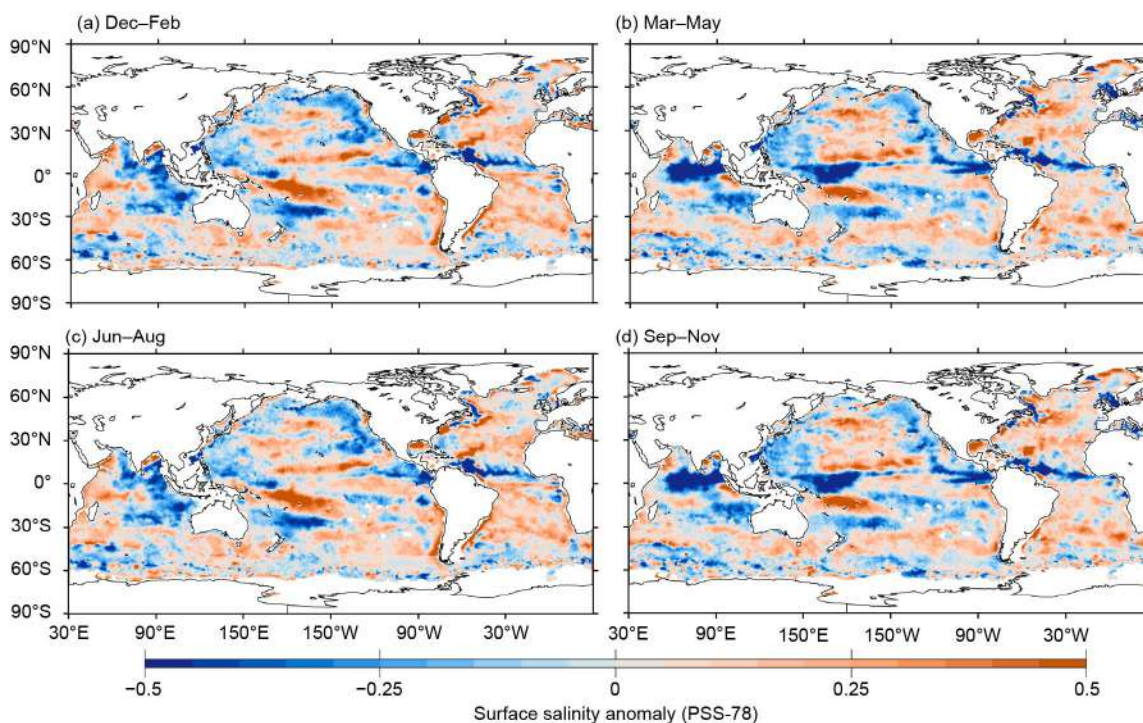 (a) Dec–Feb
(b) Mar–May
90°N
60°N
30°N
0°
30°S
60°S
90°S
(c) Jun–Aug
(d) Sep–Nov
90°N
60°N
30°N
0°
30°S
60°S
90°S
30°E 90°E 150°E 150°W 90°W 30°W 30°E 90°E 150°E 150°W 90°W 30°W
−0.5 −0.25 0 0.25 0.5
Surface salinity anomaly (PSS-78)